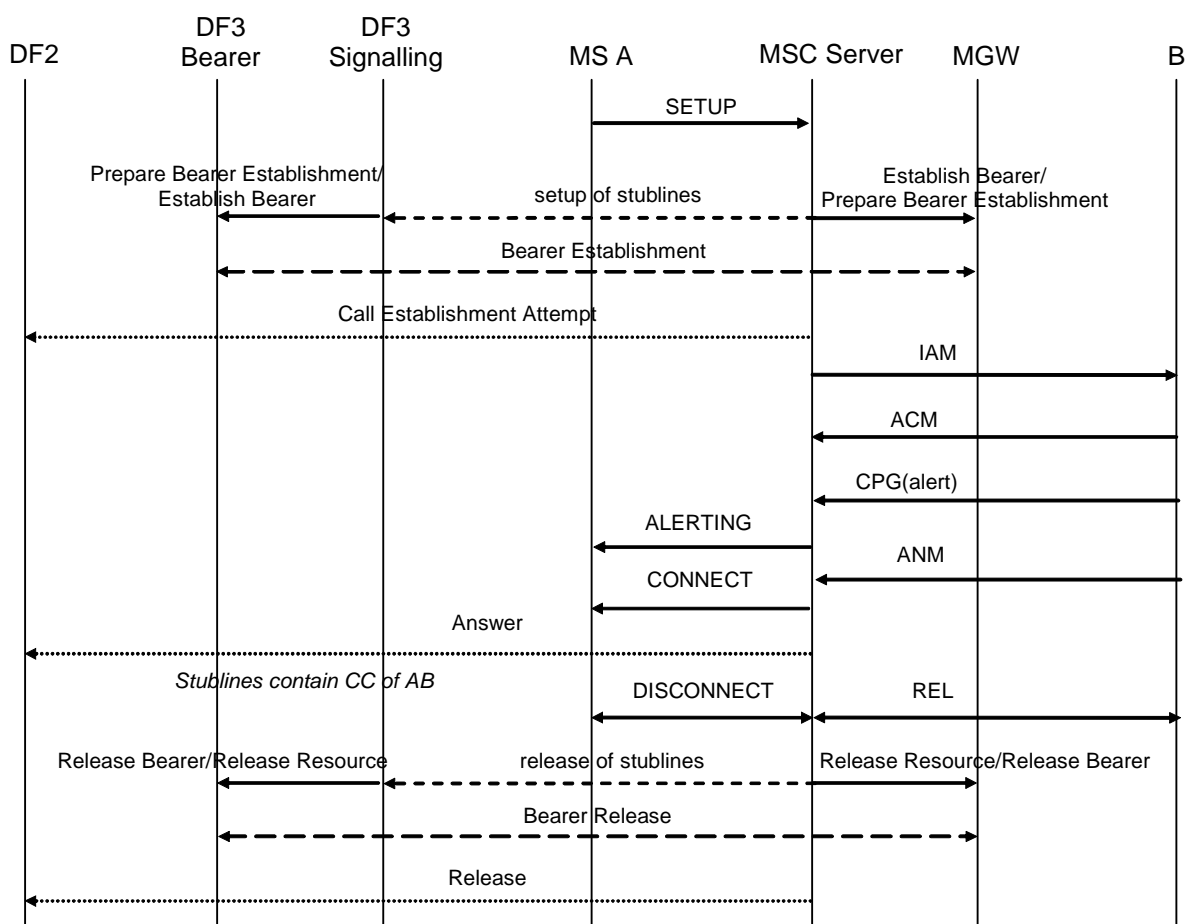 DF2
DF3
Bearer
DF3
Signalling
MS A
MSC Server
MGW
B
SETUP
Prepare Bearer Establishment/
Establish Bearer
setup of stublines
Establish Bearer/
Prepare Bearer Establishment
Bearer Establishment
Call Establishment Attempt
IAM
ACM
CPG(alert)
ALERTING
ANM
CONNECT
Answer
Stublines contain CC of AB
DISCONNECT
REL
Release Bearer/Release Resource
release of stublines
Release Resource/Release Bearer
Bearer Release
Release